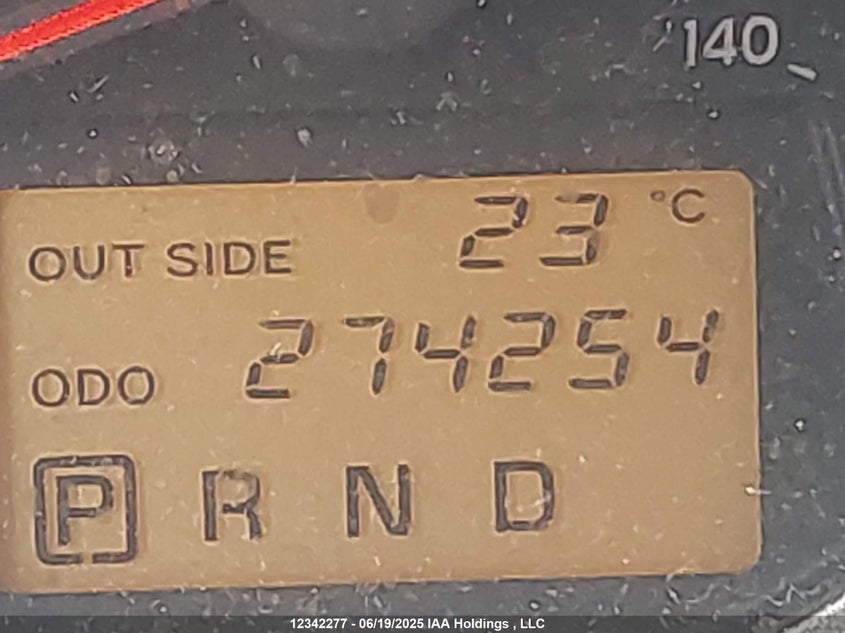 140
OUT SIDE 23 °C
ODO 274254
P R N D
12342277 - 06/19/2025 IAA Holdings , LLC